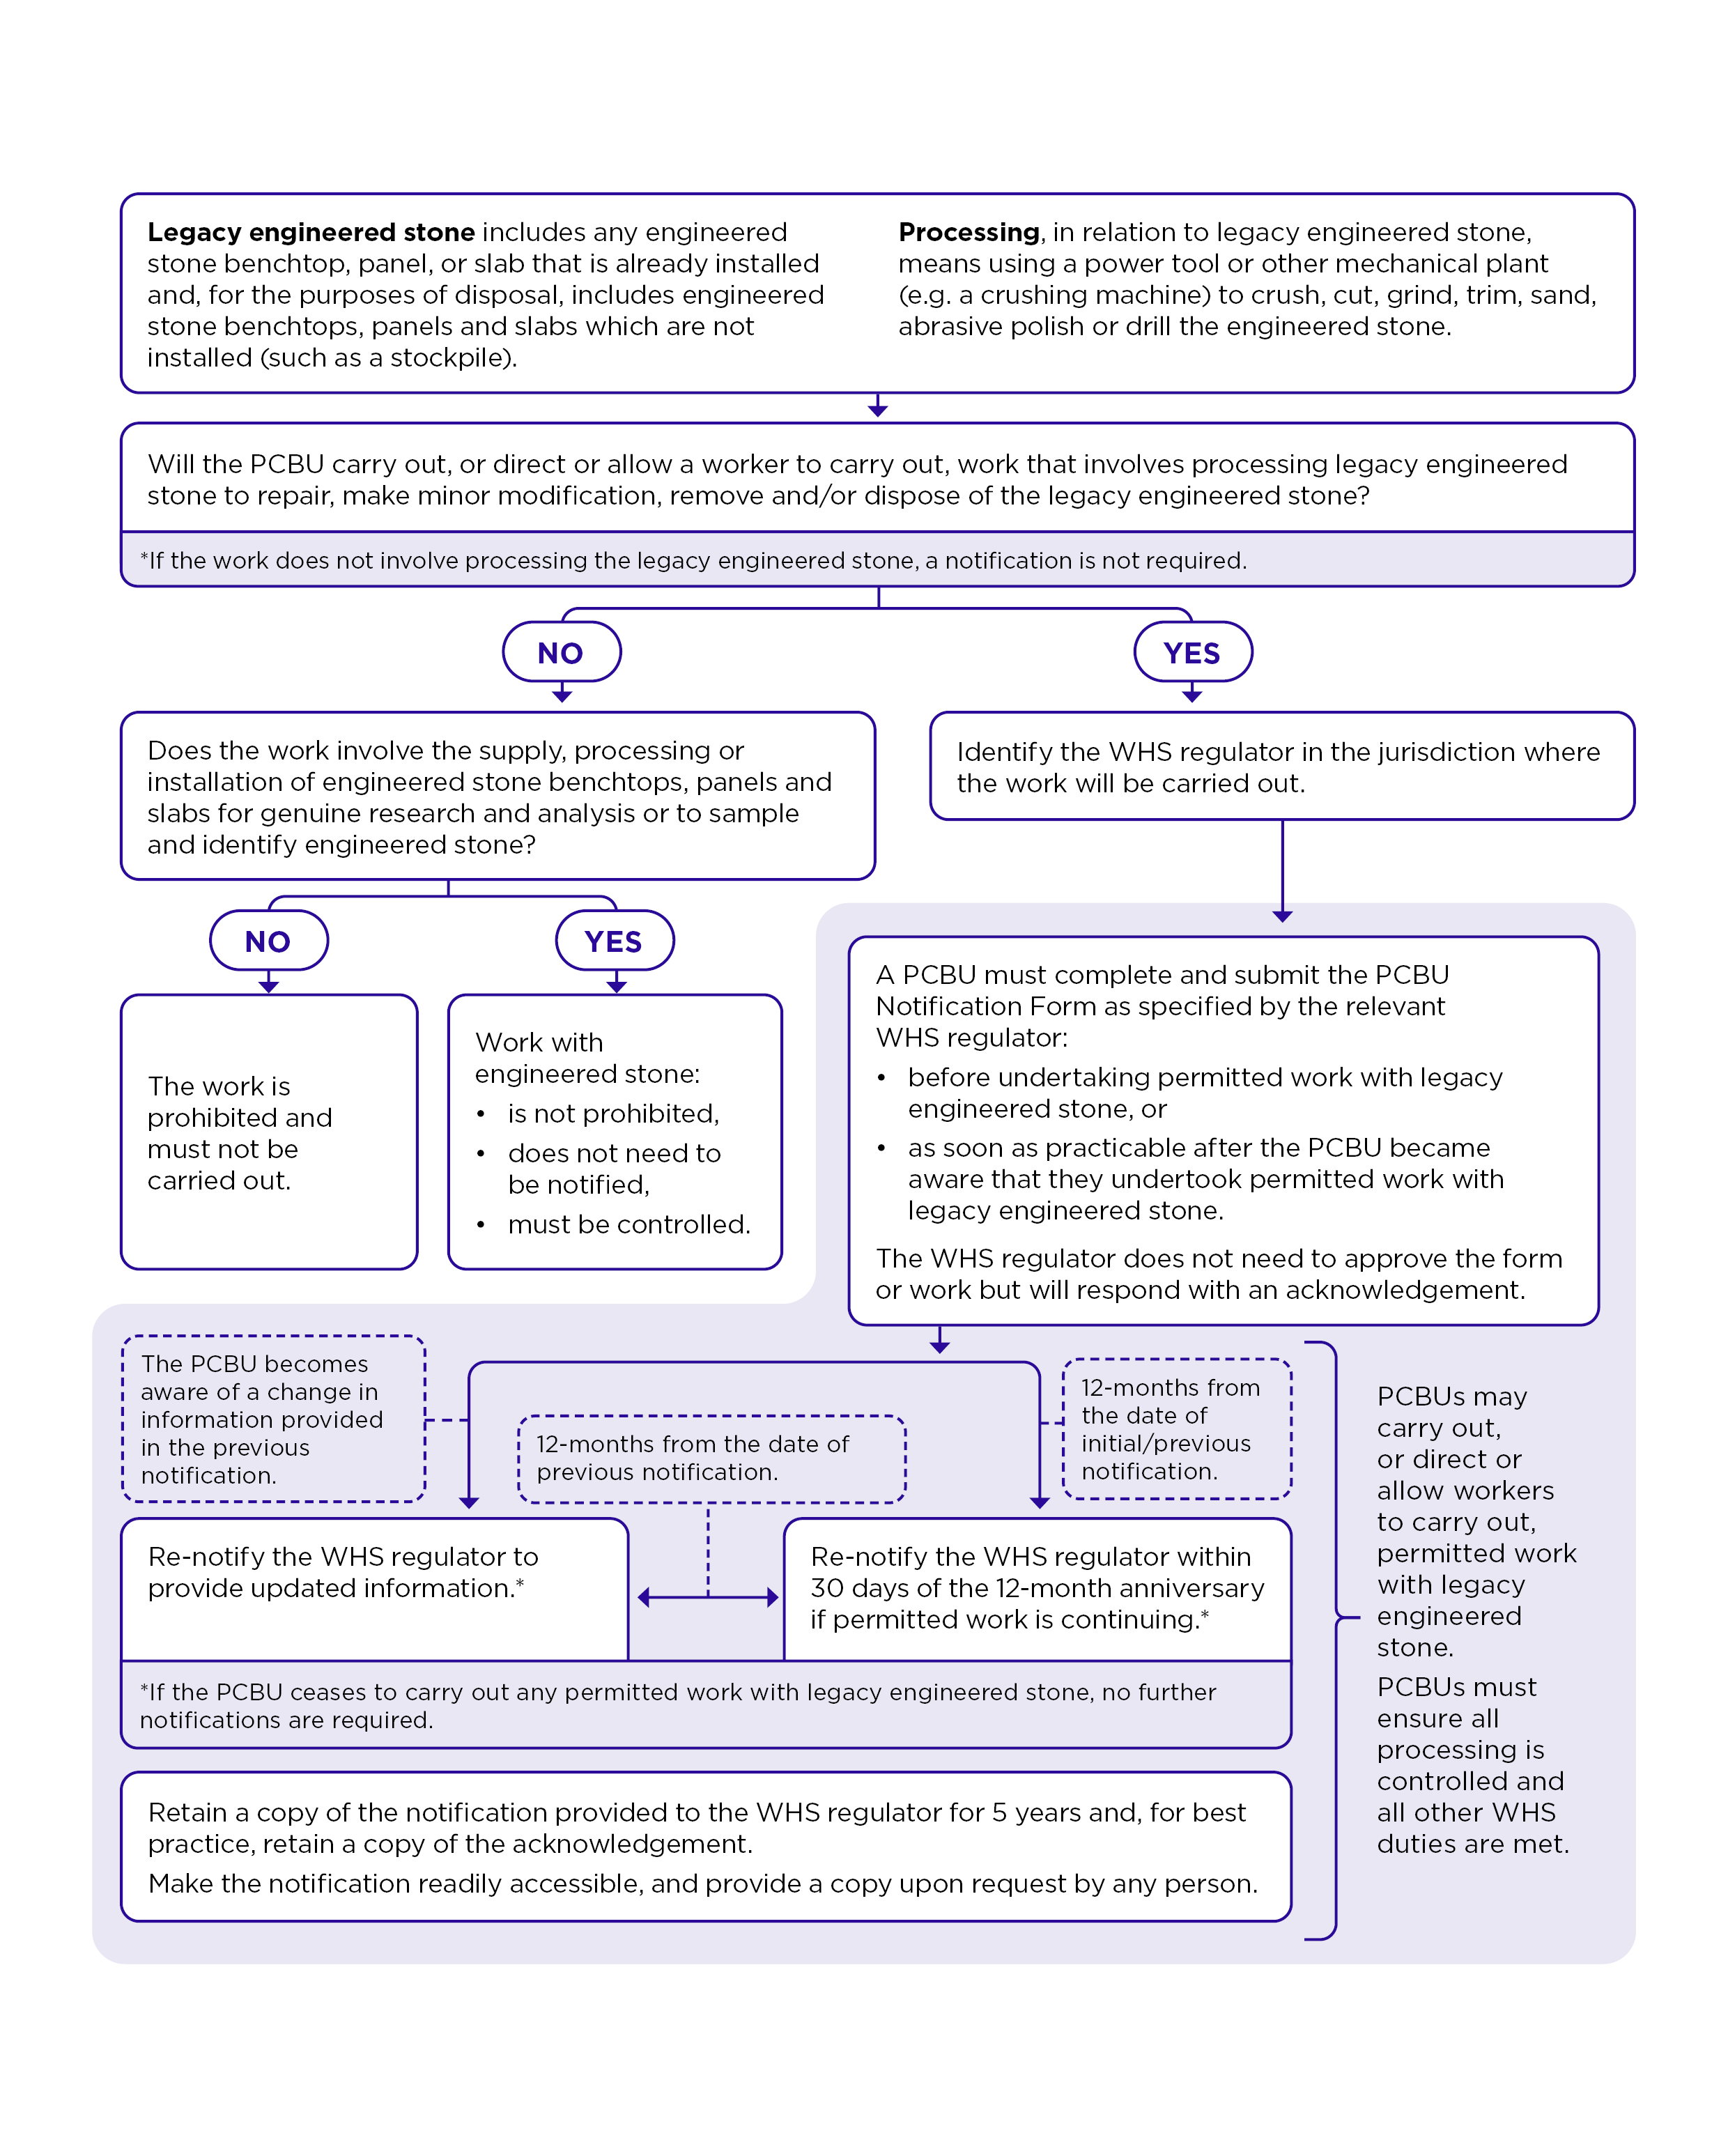 Legacy engineered stone includes any engineered
stone benchtop, panel, or slab that is already installed
and, for the purposes of disposal, includes engineered
stone benchtops, panels and slabs which are not
installed (such as a stockpile).
Processing, in relation to legacy engineered stone,
means using a power tool or other mechanical plant
(e.g. a crushing machine) to crush, cut, grind, trim, sand,
abrasive polish or drill the engineered stone.
Will the PCBU carry out, or direct or allow a worker to carry out, work that involves processing legacy engineered
stone to repair, make minor modification, remove and/or dispose of the legacy engineered stone?
*If the work does not involve processing the legacy engineered stone, a notification is not required.
NO
YES
Does the work involve the supply, processing or
installation of engineered stone benchtops, panels and
slabs for genuine research and analysis or to sample
and identify engineered stone?
Identify the WHS regulator in the jurisdiction where
the work will be carried out.
NO
YES
The work is
prohibited and
must not be
carried out.
Work with
engineered stone:
• is not prohibited,
• does not need to
be notified,
• must be controlled.
A PCBU must complete and submit the PCBU
Notification Form as specified by the relevant
WHS regulator:
• before undertaking permitted work with legacy
engineered stone, or
• as soon as practicable after the PCBU became
aware that they undertook permitted work with
legacy engineered stone.
The WHS regulator does not need to approve the form
or work but will respond with an acknowledgement.
The PCBU becomes
aware of a change in
information provided
in the previous
notification.
12-months from the date of
previous notification.
12-months from
the date of
initial/previous
notification.
Re-notify the WHS regulator to
provide updated information.*
Re-notify the WHS regulator within
30 days of the 12-month anniversary
if permitted work is continuing.*
*If the PCBU ceases to carry out any permitted work with legacy engineered stone, no further
notifications are required.
Retain a copy of the notification provided to the WHS regulator for 5 years and, for best
practice, retain a copy of the acknowledgement.
Make the notification readily accessible, and provide a copy upon request by any person.
PCBUs may
carry out,
or direct or
allow workers
to carry out,
permitted work
with legacy
engineered
stone.
PCBUs must
ensure all
processing is
controlled and
all other WHS
duties are met.